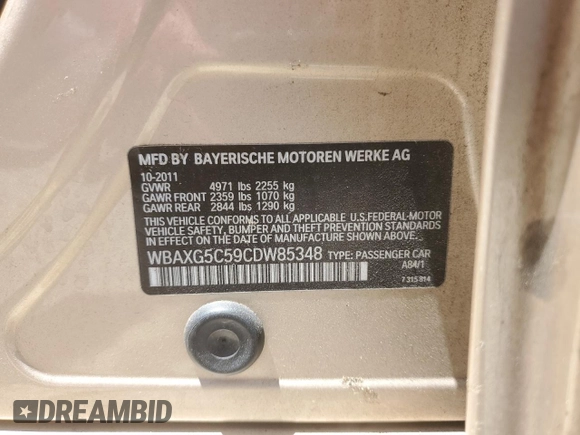 MFD BY BAYERISCHE MOTOREN WERKE AG
10-2011
GVWR 4971 lbs 2255 kg
GAWR FRONT 2359 lbs 1070 kg
GAWR REAR 2844 lbs 1290 kg
THIS VEHICLE CONFORMS TO ALL APPLICABLE U.S.FEDERAL-MOTOR
VEHICLE SAFETY, BUMPER AND THEFT PREVENTION STANDARDS
IN EFFECT ON THE DATE OF MANUFACTURE SHOWN ABOVE.
WBAXG5C59CDW85348 TYPE: PASSENGER CAR
A84/1
7 315 814
DREAMBID